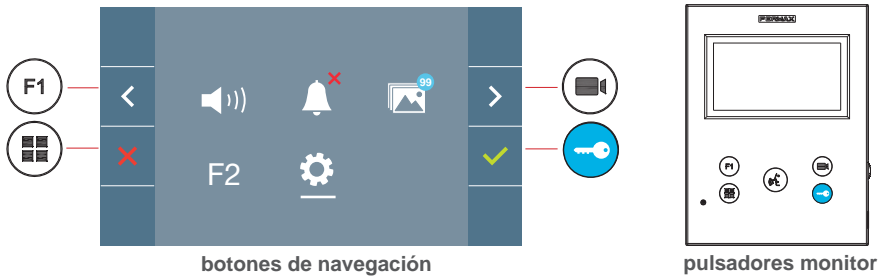 FERMAX
F1
99
F2
F1
botones de navegación
pulsadores monitor